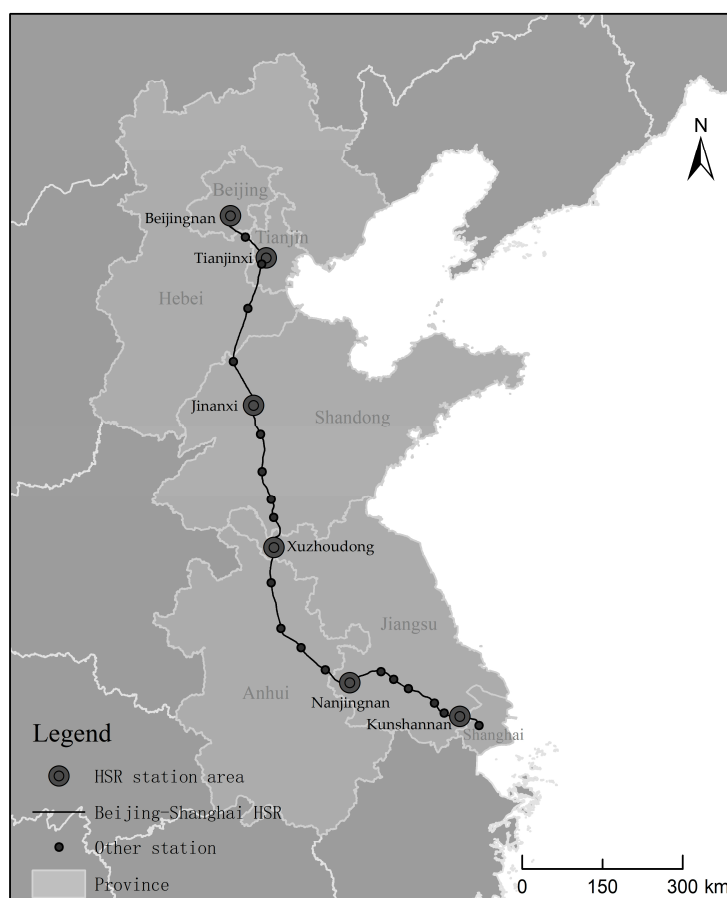 N
Beijing
Beijingnan
Tianjin
Tianjinxi
Hebei
Jinanxi
Shandong
Xuzhoudong
Jiangsu
Anhui
Nanjingnan
Kunshannan
Shanghai
Legend
HSR station area
Beijing-Shanghai HSR
Other station
Province
0 150 300 km